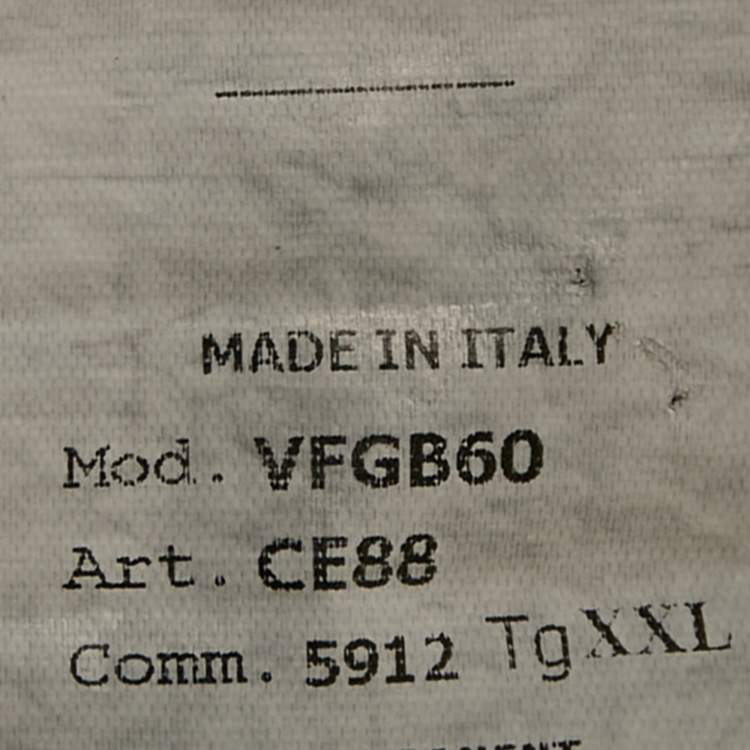 MADE IN ITALY
Mod. VFGB60
Art. CE88
Comm. 5912 Tg XXL